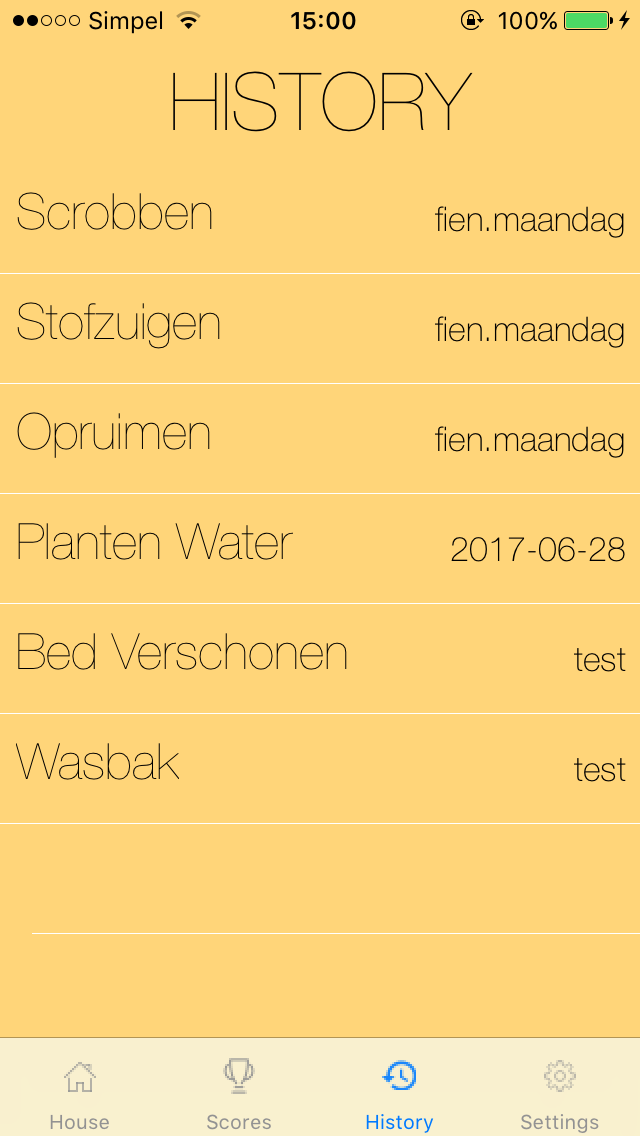 Simpel 15:00 100%
HISTORY
Scrobben fien.maandag
Stofzuigen fien.maandag
Opruimen fien.maandag
Planten Water 2017-06-28
Bed Verschonen test
Wasbak test
House Scores History Settings